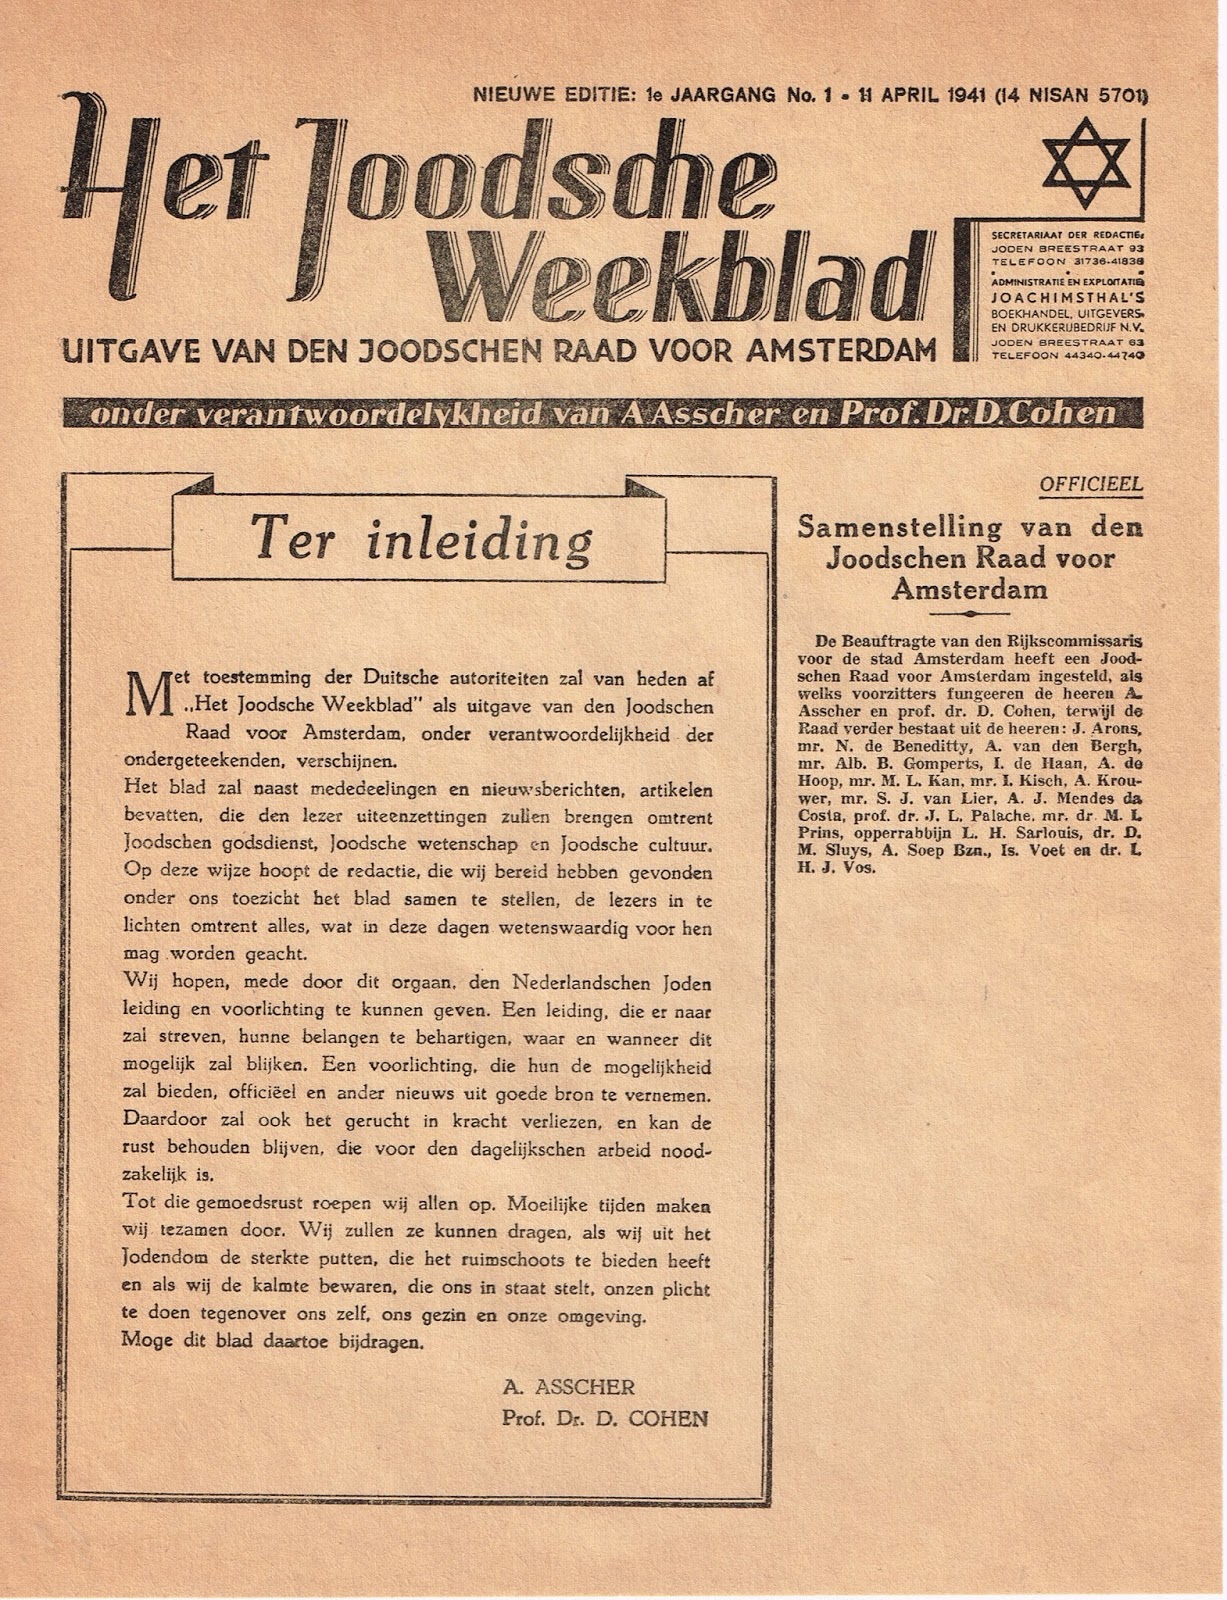 NIEUWE EDITIE: 1e JAARGANG No. 1 - 11 APRIL 1941 (14 NISAN 5701)
Het Joodsche
Weekblad
UITGAVE VAN DEN JOODSCHEN RAAD VOOR AMSTERDAM
SECRETARIAAT DER REDACTIE:
JODEN BREESTRAAT 93
TELEFOON 31736-41838
ADMINISTRATIE EN EXPLOITATIE
JOACHIMSTHAL'S
BOEKHANDEL, UITGEVERS-
EN DRUKKERIJBEDRIJF N.V.
JODEN BREESTRAAT 63
TELEFOON 44340-44740
onder verantwoordelykheid van A. Asscher en Prof. Dr. D. Cohen
Ter inleiding
Met toestemming der Duitsche autoriteiten zal van heden af
„Het Joodsche Weekblad" als uitgave van den Joodschen
Raad voor Amsterdam, onder verantwoordelijkheid der
ondergeteekenden, verschijnen.
Het blad zal naast mededeelingen en nieuwsberichten, artikelen
bevatten, die den lezer uiteenzettingen zullen brengen omtrent
Joodschen godsdienst, Joodsche wetenschap en Joodsche cultuur.
Op deze wijze hoopt de redactie, die wij bereid hebben gevonden
onder ons toezicht het blad samen te stellen, de lezers in te
lichten omtrent alles, wat in deze dagen wetenswaardig voor hen
mag worden geacht.
Wij hopen, mede door dit orgaan, den Nederlandschen Joden
leiding en voorlichting te kunnen geven. Een leiding, die er naar
zal streven, hunne belangen te behartigen, waar en wanneer dit
mogelijk zal blijken. Een voorlichting, die hun de mogelijkheid
zal bieden, officiëel en ander nieuws uit goede bron te vernemen.
Daardoor zal ook het gerucht in kracht verliezen, en kan de
rust behouden blijven, die voor den dagelijkschen arbeid nood-
zakelijk is.
Tot die gemoedsrust roepen wij allen op. Moeilijke tijden maken
wij tezamen door. Wij zullen ze kunnen dragen, als wij uit het
Jodendom de sterkte putten, die het ruimschoots te bieden heeft
en als wij de kalmte bewaren, die ons in staat stelt, onzen plicht
te doen tegenover ons zelf, ons gezin en onze omgeving.
Moge dit blad daartoe bijdragen.
A. ASSCHER
Prof. Dr. D. COHEN
OFFICIEEL
Samenstelling van den
Joodschen Raad voor
Amsterdam
De Beauftragte van den Rijkscommissaris
voor de stad Amsterdam heeft een Jood-
schen Raad voor Amsterdam ingesteld, als
welks voorzitters fungeeren de heeren A.
Asscher en prof. dr. D. Cohen, terwijl de
Raad verder bestaat uit de heeren: J. Arons,
mr. N. de Beneditty, A. van den Bergh,
mr. Alb. B. Gomperts, I. de Haan, A. de
Hoop, mr. M. L. Kan, mr. I. Kisch, A. Krou-
wer, mr. S. J. van Lier, A. J. Mendes da
Costa, prof. dr. J. L. Palache, mr. dr. M. I.
Prins, opperrabbijn L. H. Sarlouis, dr. D.
M. Sluys, A. Soep Bzn., Is. Voet en dr. I.
H. J. Vos.